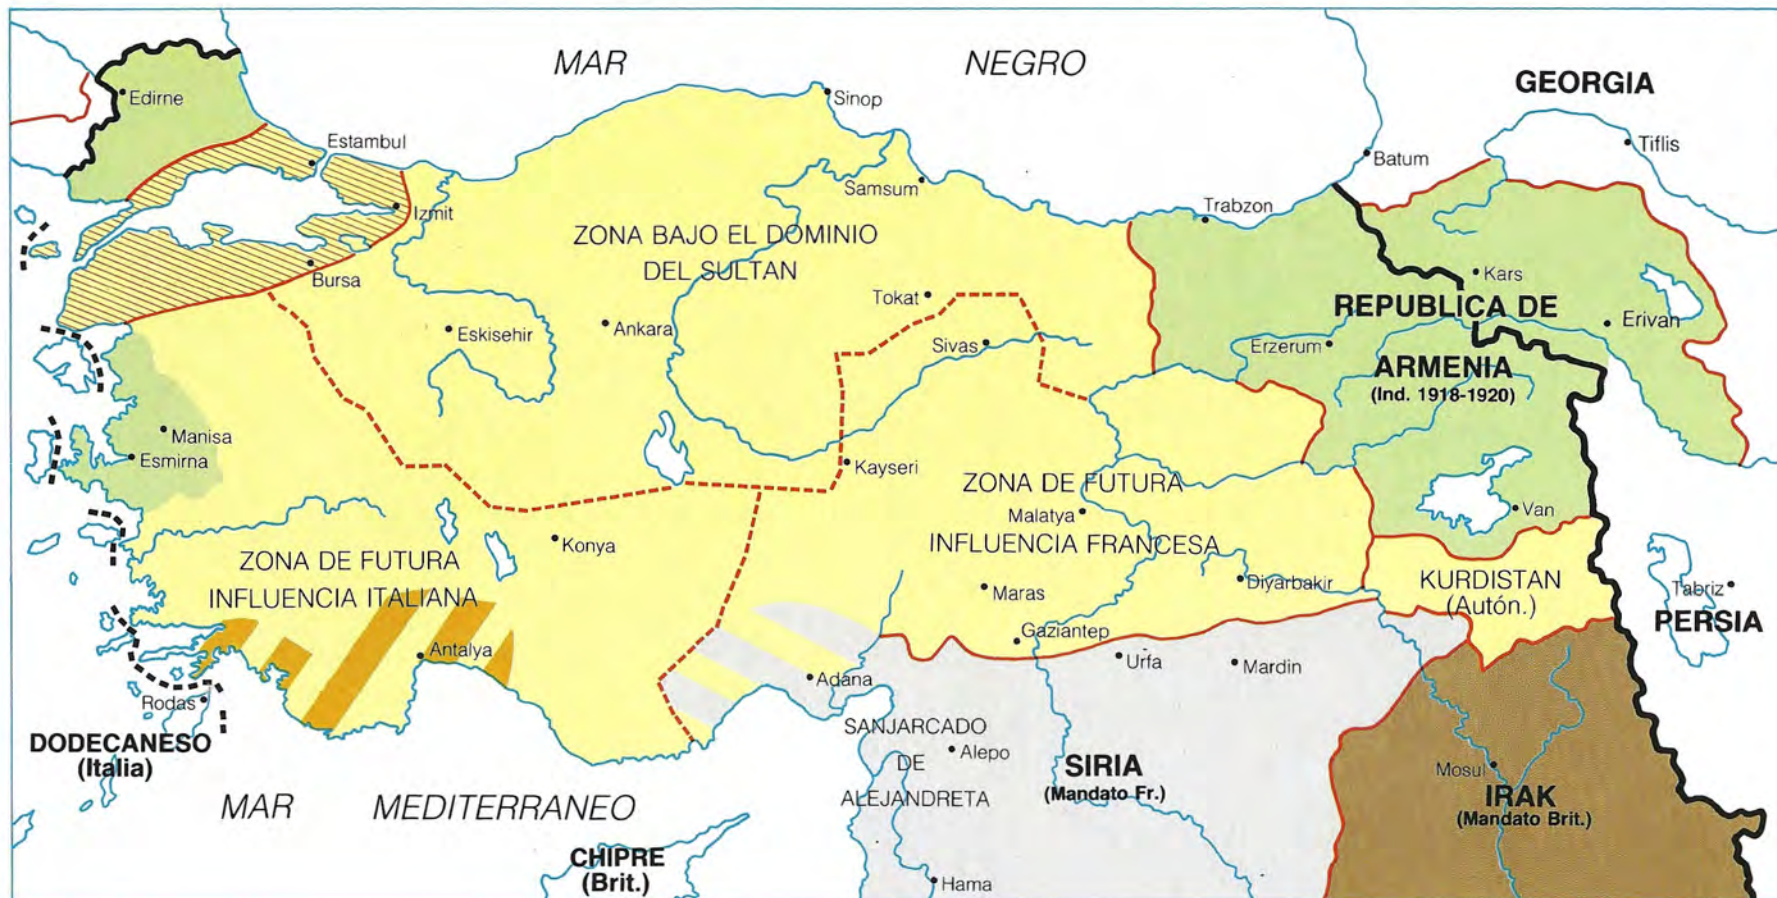 MAR NEGRO
GEORGIA
Edirne
Sinop
Estambul
Tiflis
Batum
Samsum
Izmit
Trabzon
ZONA BAJO EL DOMINIO
DEL SULTAN
Bursa
Kars
Tokat
REPUBLICA DE
Eskisehir
Ankara
Sivas
Erzerum
Erivan
ARMENIA
(Ind. 1918-1920)
Manisa
Esmirna
Kayseri
ZONA DE FUTURA
Malatya
Van
INFLUENCIA FRANCESA
Konya
ZONA DE FUTURA
INFLUENCIA ITALIANA
Maras
Diyarbakir
KURDISTAN
(Autón.)
Tabriz
PERSIA
Gaziantep
Antalya
Urfa
Mardin
Adana
Rodas
DODECANESO
(Italia)
SANJARCADO
DE
ALEJANDRETA
Alepo
SIRIA
(Mandato Fr.)
Mosul
IRAK
(Mandato Brit.)
MAR MEDITERRANEO
CHIPRE
(Brit.)
Hama